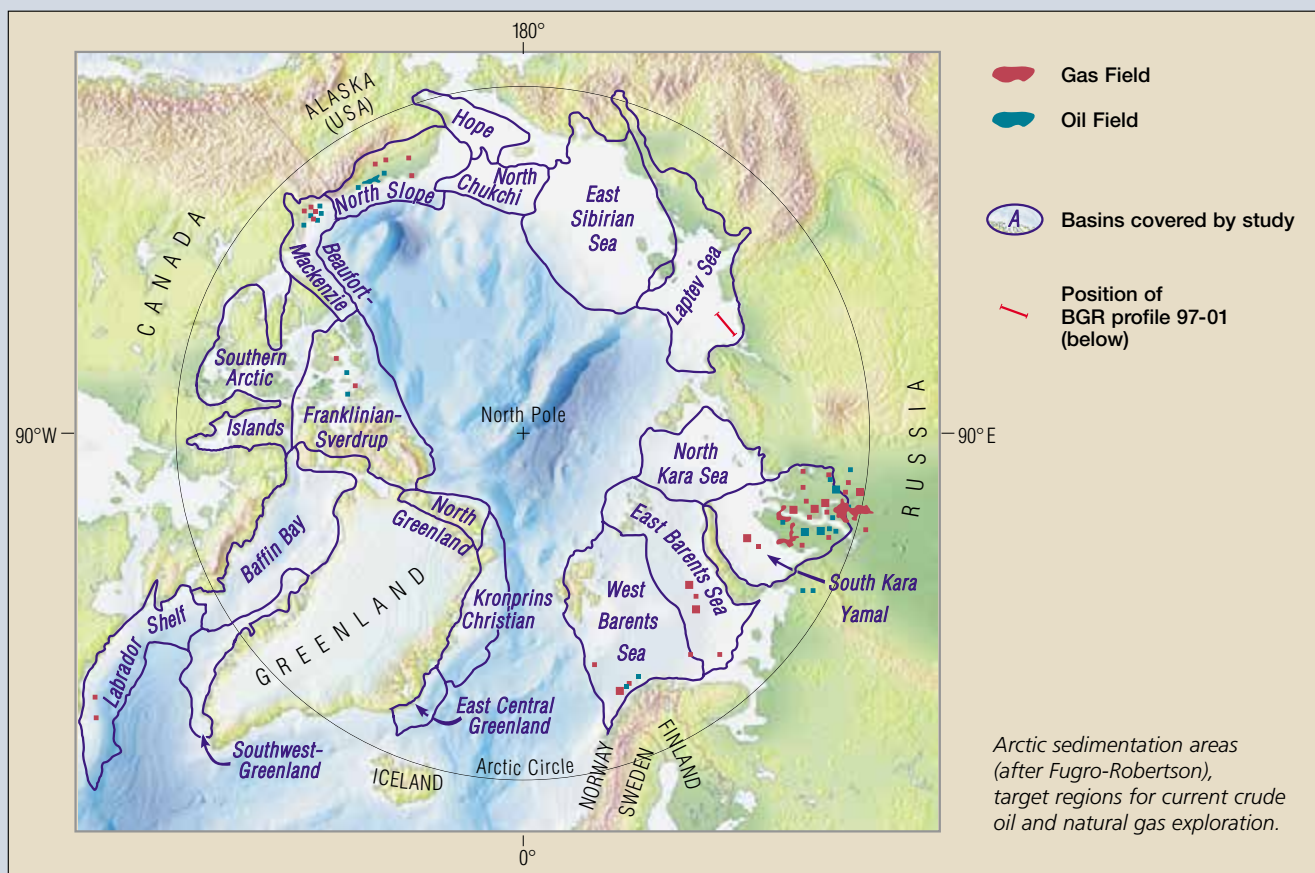 180°
ALASKA
(USA)
Hope
North
Chukchi
North Slope
East
Sibirian
Sea
Laptev Sea
Beaufort-
Mackenzie
CANADA
Southern
Arctic
Islands
Franklinian-
Sverdrup
North Pole
90°W
90°E
RUSSIA
North
Kara Sea
East Barents Sea
South Kara
Yamal
West
Barents
Sea
North
Greenland
Kronprins
Christian
Baffin Bay
GREENLAND
Labrador Shelf
East Central
Greenland
Southwest-
Greenland
ICELAND
Arctic Circle
NORWAY
SWEDEN
FINLAND
0°
Gas Field
Oil Field
A
Basins covered by study
Position of
BGR profile 97-01
(below)
Arctic sedimentation areas
(after Fugro-Robertson),
target regions for current crude
oil and natural gas exploration.